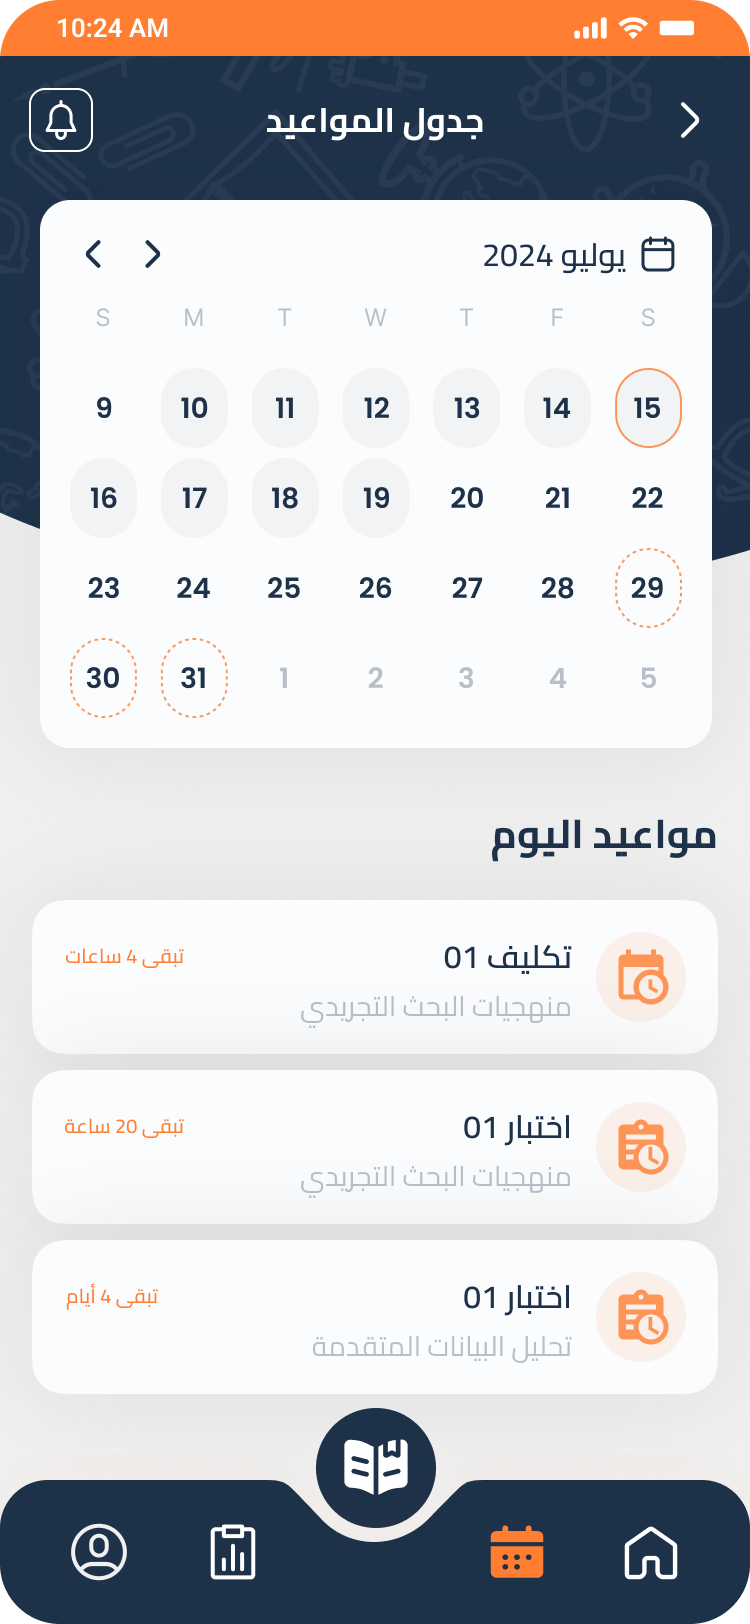 10:24 AM
جدول المواعيد
يوليو 2024
S M T W T F S
9 10 11 12 13 14 15
16 17 18 19 20 21 22
23 24 25 26 27 28 29
30 31 1 2 3 4 5
مواعيد اليوم
تكليف 01
تبقى 4 ساعات
منهجيات البحث التجريدي
اختبار 01
تبقى 20 ساعة
منهجيات البحث التجريدي
اختبار 01
تبقى 4 أيام
تحليل البيانات المتقدمة